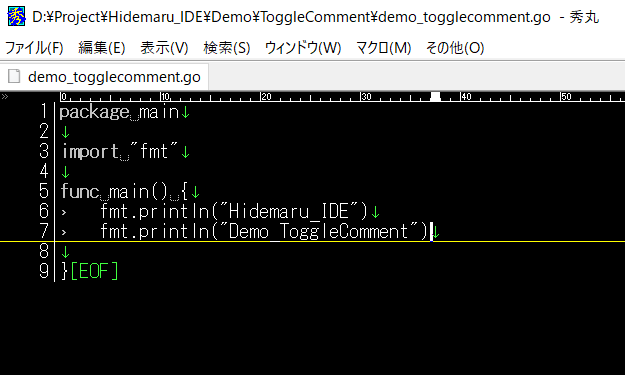 D:¥Project¥Hidemaru_IDE¥Demo¥ToggleComment¥demo_togglecomment.go - 秀丸
ファイル(F) 編集(E) 表示(V) 検索(S) ウィンドウ(W) マクロ(M) その他(O)
demo_togglecomment.go
0 10 20 30 40 50
1 package␣main↓
2 ↓
3 import␣"fmt"↓
4 ↓
5 func␣main()␣{↓
6 › fmt.println("Hidemaru_IDE")↓
7 › fmt.println("Demo ToggleComment")↓
8 ↓
9 }[EOF]